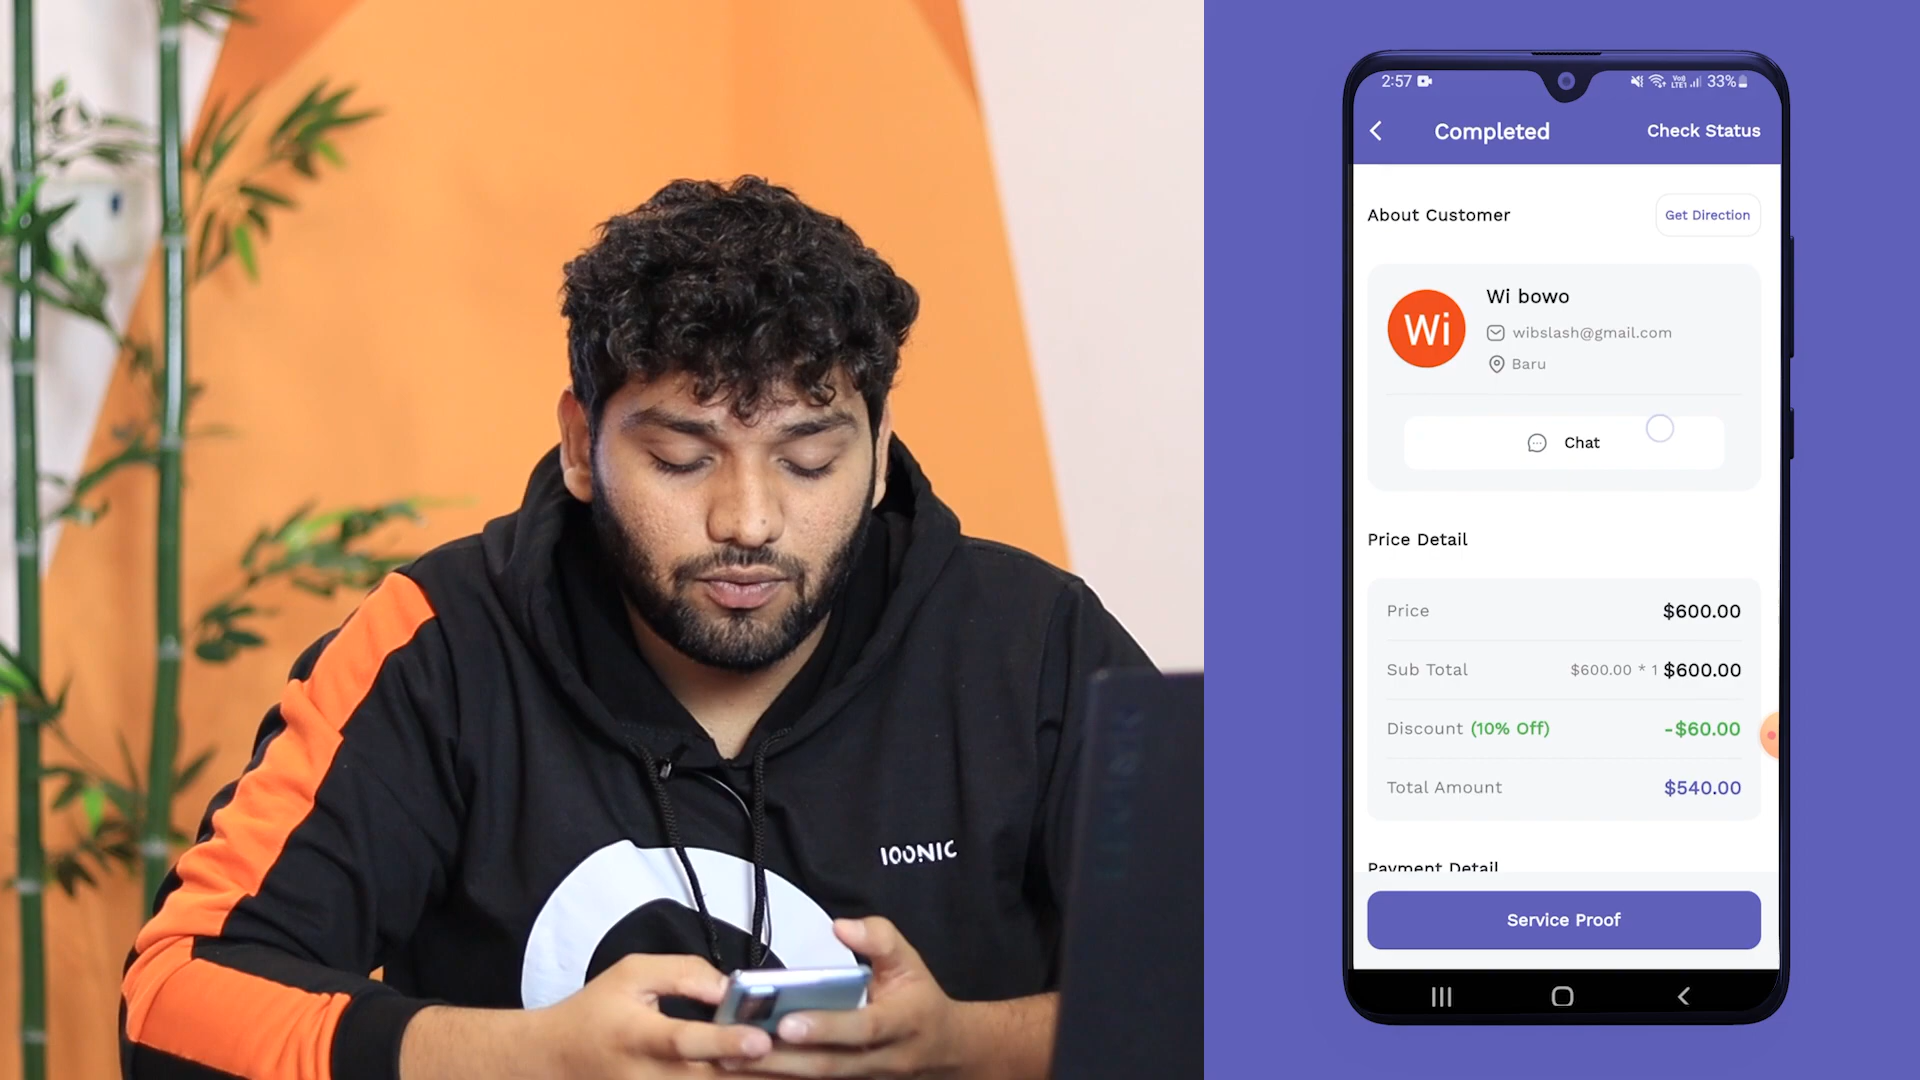 IOONIC
2:57
33%
Completed
Check Status
About Customer
Get Direction
Wi
Wi bowo
wibslash@gmail.com
Baru
Chat
Price Detail
Price $600.00
Sub Total $600.00 * 1 $600.00
Discount (10% Off) -$60.00
Total Amount $540.00
Payment Detail
Service Proof